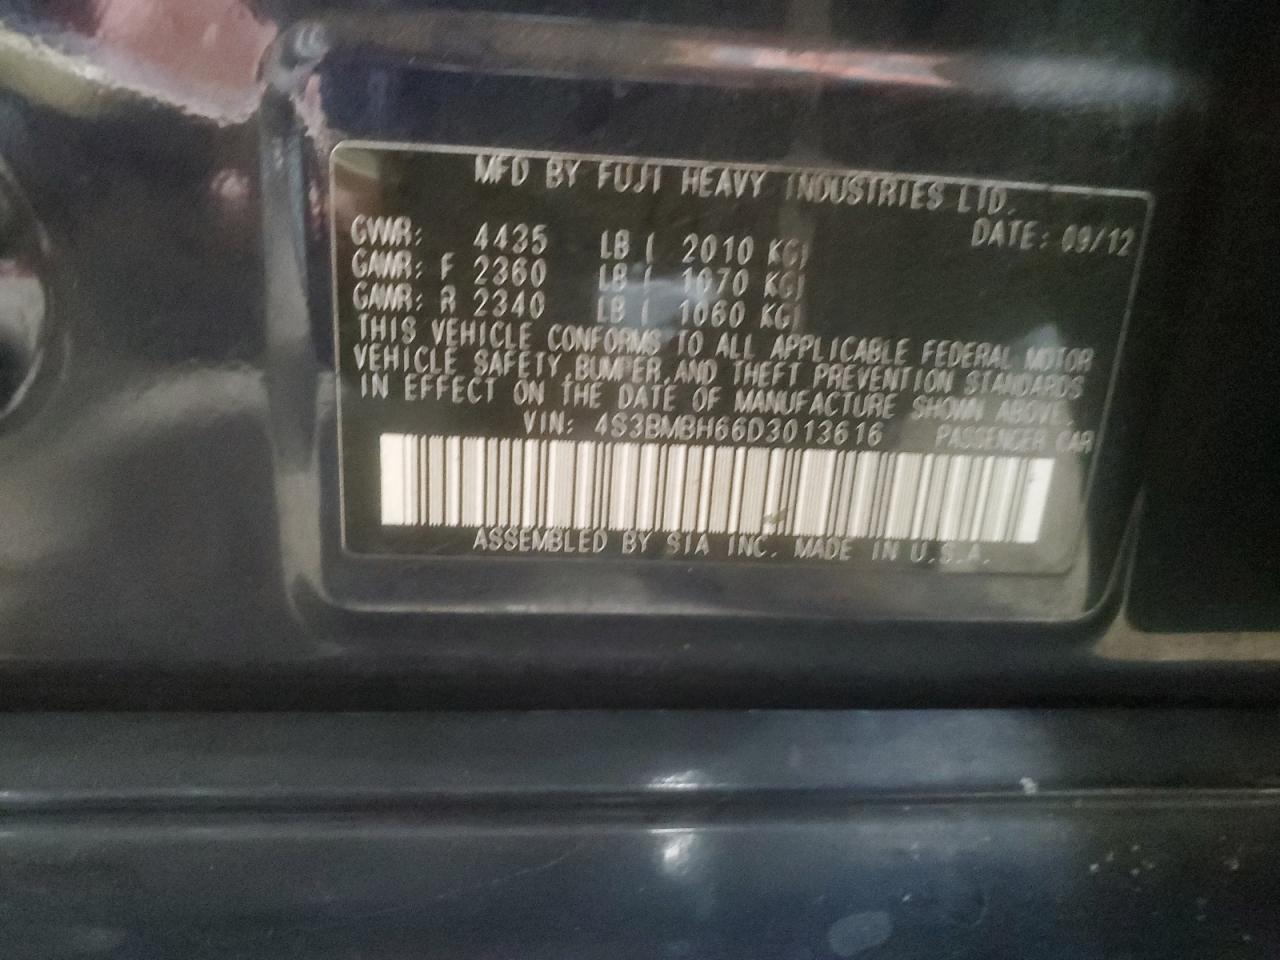 MFD BY FUJI HEAVY INDUSTRIES LTD.
DATE: 09/12
GVWR: 4435 LB ( 2010 KG)
GAWR: F 2360 LB ( 1070 KG)
GAWR: R 2340 LB ( 1060 KG)
THIS VEHICLE CONFORMS TO ALL APPLICABLE FEDERAL MOTOR
VEHICLE SAFETY, BUMPER, AND THEFT PREVENTION STANDARDS
IN EFFECT ON THE DATE OF MANUFACTURE SHOWN ABOVE.
VIN: 4S3BMBH66D3013616 PASSENGER CAR
ASSEMBLED BY SIA INC. MADE IN U.S.A.